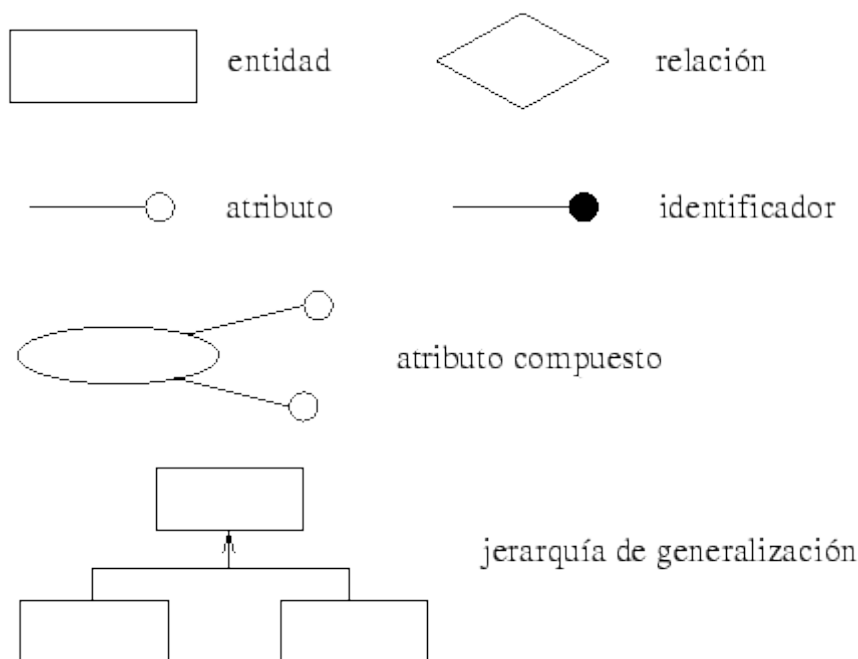 entidad
relación
atributo
identificador
atributo compuesto
jerarquía de generalización